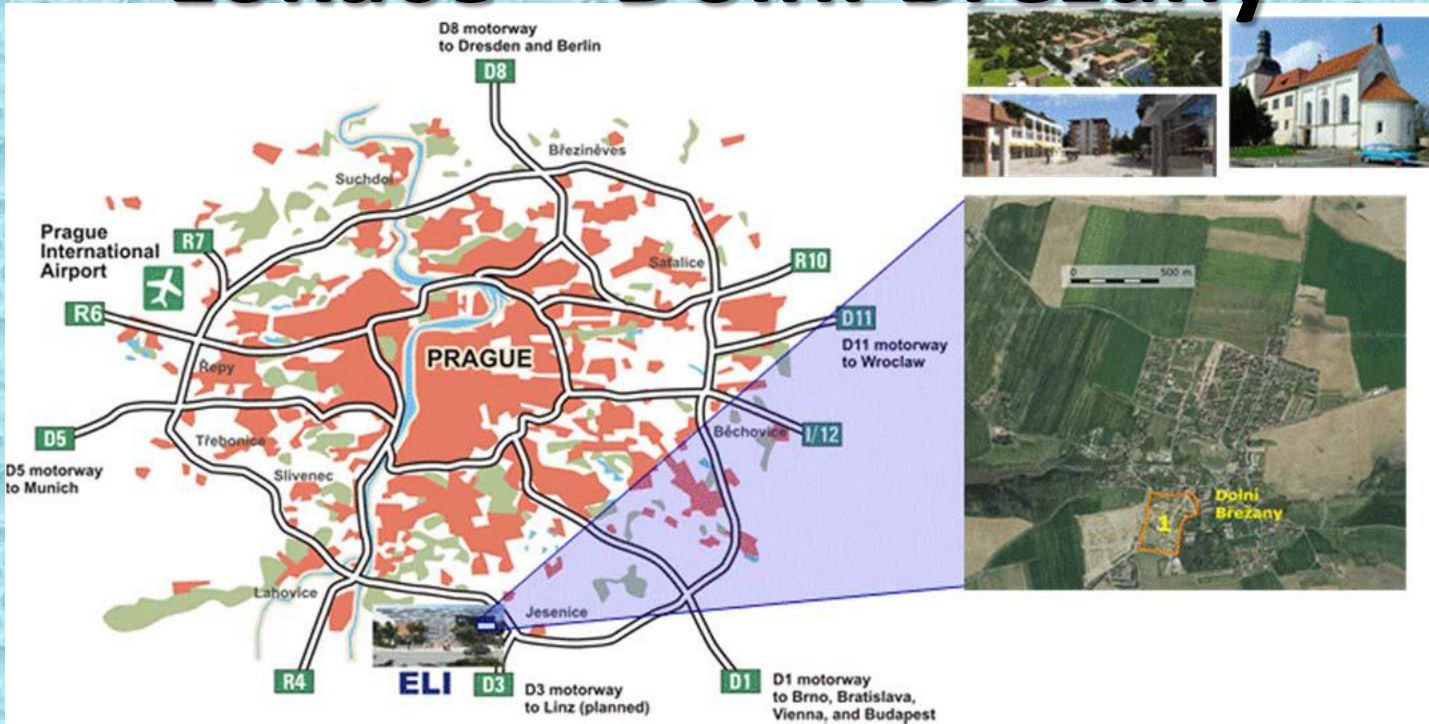 Dolní Břežany
D8 motorway
to Dresden and Berlin
D8
Březiněves
Suchdol
Prague
International
Airport
R7
Satalice
R10
R6
D11
D11 motorway
to Wroclaw
PRAGUE
Řepy
D5
Třebonice
Běchovice
I/12
D5 motorway
to Munich
Slivenec
Lahovice
Jesenice
ELI
R4
D3
D3 motorway
to Linz (planned)
D1
D1 motorway
to Brno, Bratislava,
Vienna, and Budapest
0 500 m
Dolní
Břežany
1